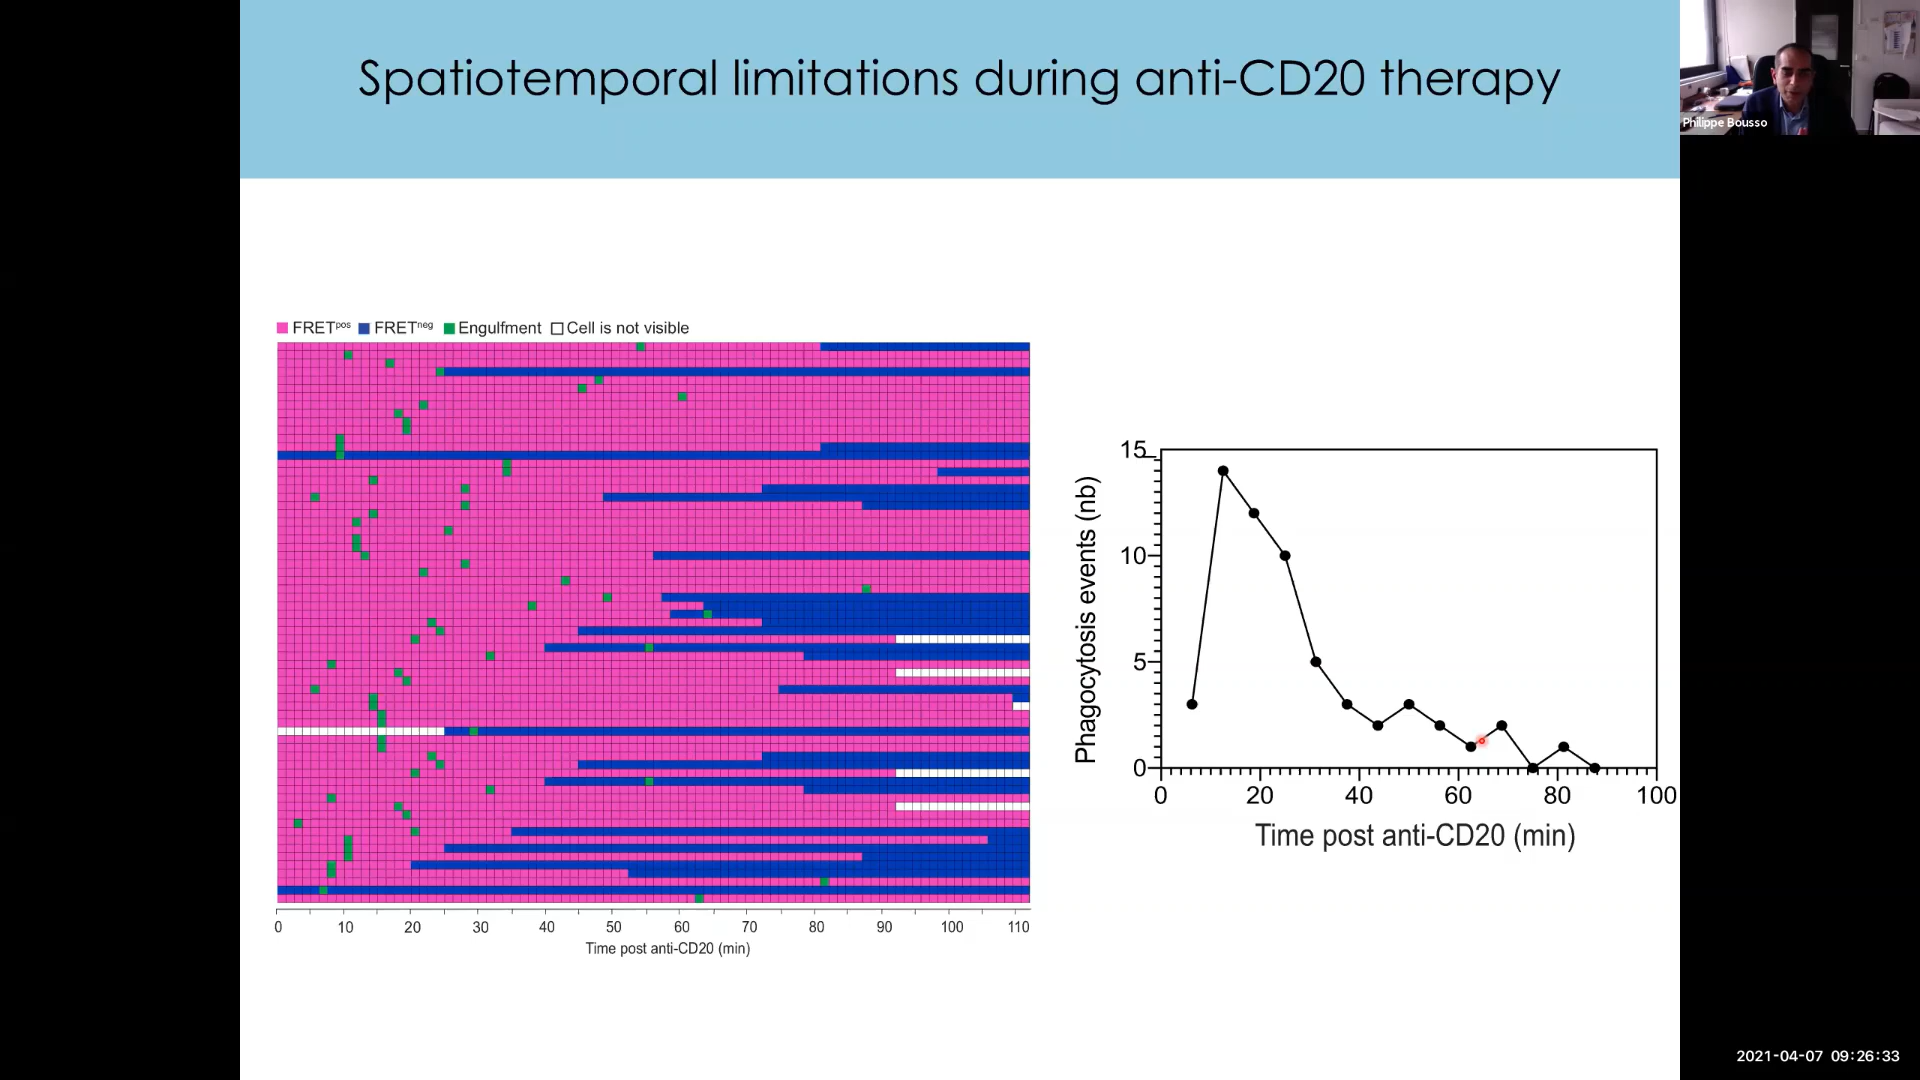 Spatiotemporal limitations during anti-CD20 therapy
Philippe Bousso
FRETpos FRETneg Engulfment Cell is not visible
0 10 20 30 40 50 60 70 80 90 100 110
Time post anti-CD20 (min)
15
10
5
0
Phagocytosis events (nb)
0 20 40 60 80 100
Time post anti-CD20 (min)
2021-04-07 09:26:33